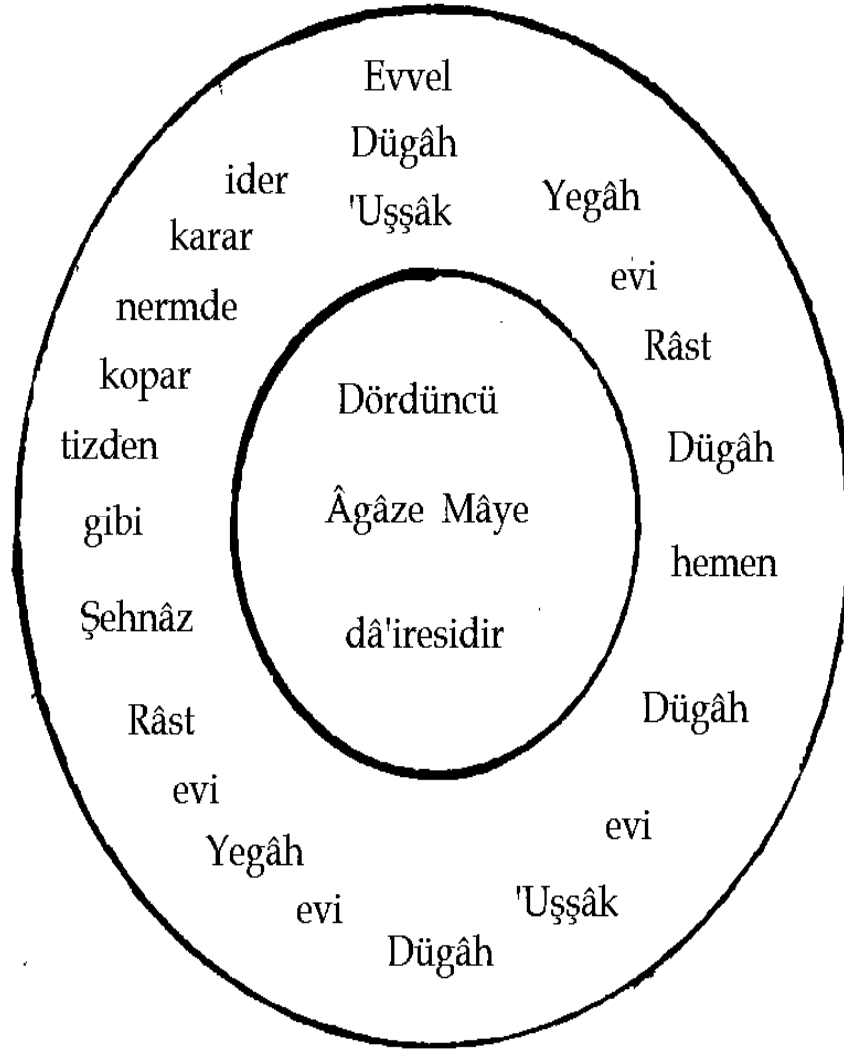 Evvel
Dügâh
'Uşşâk
Yegâh
evi
Râst
Dügâh
hemen
Dügâh
evi
'Uşşâk
Dügâh
evi
Yegâh
evi
Râst
Şehnâz
gibi
tizden
kopar
nermde
karar
ider
Dördüncü
Âgâze Mâye
dâ'iresidir